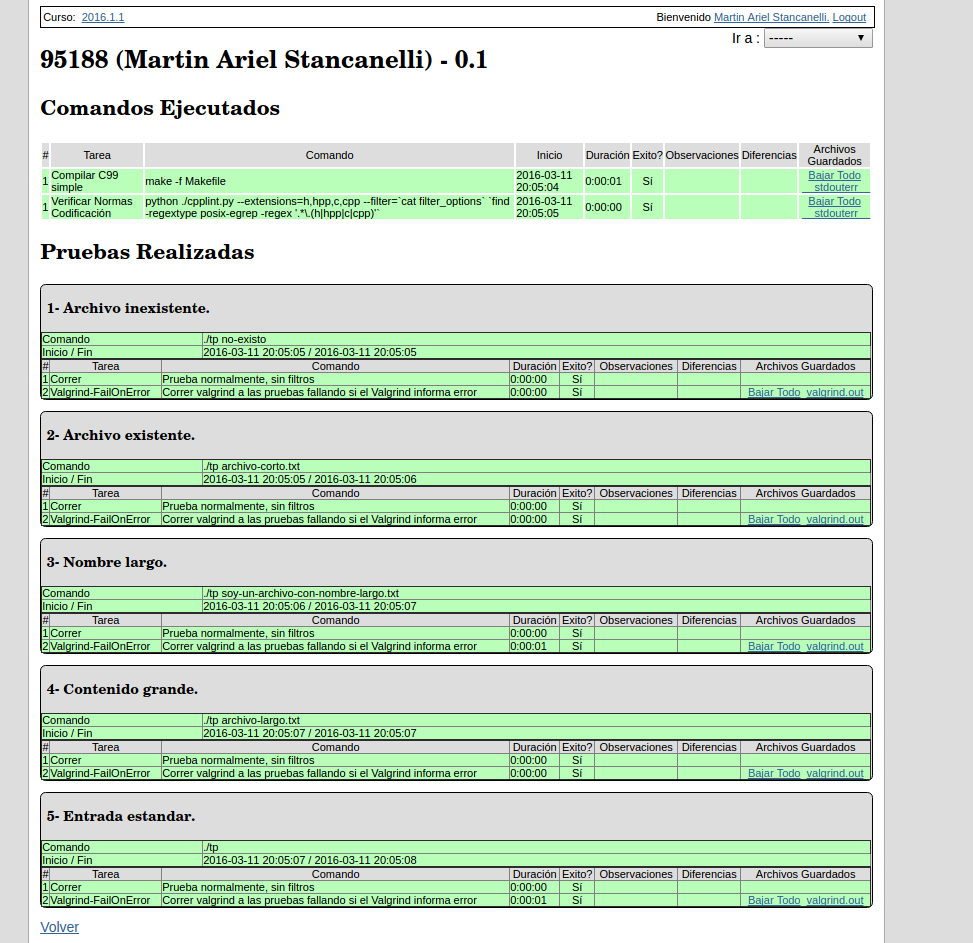 Curso: 2016.1.1 Bienvenido Martin Ariel Stancanelli. Logout
Ir a : -----
95188 (Martin Ariel Stancanelli) - 0.1
Comandos Ejecutados
# Tarea Comando Inicio Duración Exito? Observaciones Diferencias Archivos Guardados
1 Compilar C99 simple make -f Makefile 2016-03-11 20:05:04 0:00:01 Sí Bajar Todo stdouterr
1 Verificar Normas Codificación python ./cpplint.py --extensions=h,hpp,c,cpp --filter=`cat filter_options` `find -regextype posix-egrep -regex '.*\.(h|hpp|c|cpp)'` 2016-03-11 20:05:05 0:00:00 Sí Bajar Todo stdouterr
Pruebas Realizadas
1- Archivo inexistente.
Comando ./tp no-existo
Inicio / Fin 2016-03-11 20:05:05 / 2016-03-11 20:05:05
# Tarea Comando Duración Exito? Observaciones Diferencias Archivos Guardados
1 Correr Prueba normalmente, sin filtros 0:00:00 Sí
2 Valgrind-FailOnError Correr valgrind a las pruebas fallando si el Valgrind informa error 0:00:00 Sí Bajar Todo valgrind.out
2- Archivo existente.
Comando ./tp archivo-corto.txt
Inicio / Fin 2016-03-11 20:05:05 / 2016-03-11 20:05:06
# Tarea Comando Duración Exito? Observaciones Diferencias Archivos Guardados
1 Correr Prueba normalmente, sin filtros 0:00:00 Sí
2 Valgrind-FailOnError Correr valgrind a las pruebas fallando si el Valgrind informa error 0:00:00 Sí Bajar Todo valgrind.out
3- Nombre largo.
Comando ./tp soy-un-archivo-con-nombre-largo.txt
Inicio / Fin 2016-03-11 20:05:06 / 2016-03-11 20:05:07
# Tarea Comando Duración Exito? Observaciones Diferencias Archivos Guardados
1 Correr Prueba normalmente, sin filtros 0:00:00 Sí
2 Valgrind-FailOnError Correr valgrind a las pruebas fallando si el Valgrind informa error 0:00:01 Sí Bajar Todo valgrind.out
4- Contenido grande.
Comando ./tp archivo-largo.txt
Inicio / Fin 2016-03-11 20:05:07 / 2016-03-11 20:05:07
# Tarea Comando Duración Exito? Observaciones Diferencias Archivos Guardados
1 Correr Prueba normalmente, sin filtros 0:00:00 Sí
2 Valgrind-FailOnError Correr valgrind a las pruebas fallando si el Valgrind informa error 0:00:00 Sí Bajar Todo valgrind.out
5- Entrada estandar.
Comando ./tp
Inicio / Fin 2016-03-11 20:05:07 / 2016-03-11 20:05:08
# Tarea Comando Duración Exito? Observaciones Diferencias Archivos Guardados
1 Correr Prueba normalmente, sin filtros 0:00:00 Sí
2 Valgrind-FailOnError Correr valgrind a las pruebas fallando si el Valgrind informa error 0:00:01 Sí Bajar Todo valgrind.out
Volver